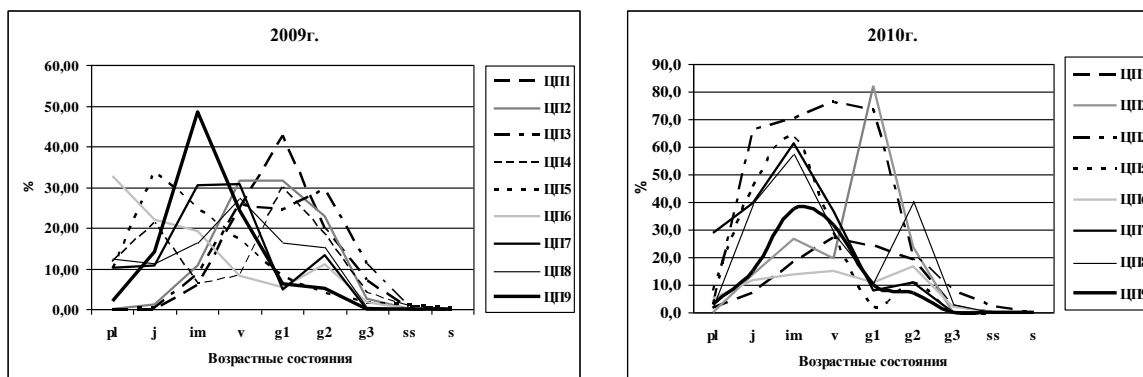 2009г.
60,00
50,00
40,00
30,00
20,00
10,00
0,00
%
pl j im v g1 g2 g3 ss s
Возрастные состояния
ЦП1
ЦП2
ЦП3
ЦП4
ЦП5
ЦП6
ЦП7
ЦП8
ЦП9
2010г.
90,0
80,0
70,0
60,0
50,0
40,0
30,0
20,0
10,0
0,0
%
pl j im v g1 g2 g3 ss s
Возрастные состояния